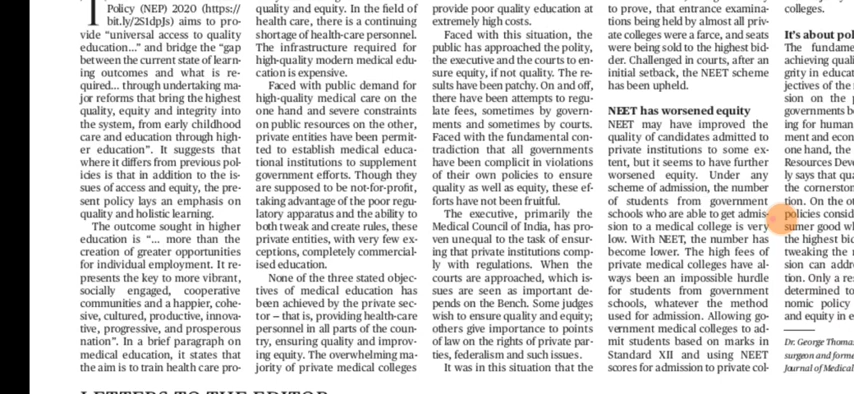 Policy (NEP) 2020 (https://
bit.ly/2S1dpJs) aims to pro-
vide “universal access to quality
education...” and bridge the “gap
between the current state of learn-
ing outcomes and what is re-
quired... through undertaking ma-
jor reforms that bring the highest
quality, equity and integrity into
the system, from early childhood
care and education through high-
er education”. It suggests that
where it differs from previous pol-
icies is that in addition to the is-
sues of access and equity, the pre-
sent policy lays an emphasis on
quality and holistic learning.
The outcome sought in higher
education is “... more than the
creation of greater opportunities
for individual employment. It re-
presents the key to more vibrant,
socially engaged, cooperative
communities and a happier, cohe-
sive, cultured, productive, innova-
tive, progressive, and prosperous
nation”. In a brief paragraph on
medical education, it states that
the aim is to train health care pro-
quality and equity. In the field of
health care, there is a continuing
shortage of health-care personnel.
The infrastructure required for
high-quality modern medical edu-
cation is expensive.
Faced with public demand for
high-quality medical care on the
one hand and severe constraints
on public resources on the other,
private entities have been permit-
ted to establish medical educa-
tional institutions to supplement
government efforts. Though they
are supposed to be not-for-profit,
taking advantage of the poor regu-
latory apparatus and the ability to
both tweak and create rules, these
private entities, with very few ex-
ceptions, completely commercial-
ised education.
None of the three stated objec-
tives of medical education has
been achieved by the private sec-
tor – that is, providing health-care
personnel in all parts of the coun-
try, ensuring quality and improv-
ing equity. The overwhelming ma-
jority of private medical colleges
provide poor quality education at
extremely high costs.
Faced with this situation, the
public has approached the polity,
the executive and the courts to en-
sure equity, if not quality. The re-
sults have been patchy. On and off,
there have been attempts to regu-
late fees, sometimes by govern-
ments and sometimes by courts.
Faced with the fundamental con-
tradiction that all governments
have been complicit in violations
of their own policies to ensure
quality as well as equity, these ef-
forts have not been fruitful.
The executive, primarily the
Medical Council of India, has pro-
ven unequal to the task of ensur-
ing that private institutions comp-
ly with regulations. When the
courts are approached, which is-
sues are seen as important de-
pends on the Bench. Some judges
wish to ensure quality and equity;
others give importance to points
of law on the rights of private par-
ties, federalism and such issues.
It was in this situation that the
to prove, that entrance examina-
tions being held by almost all priv-
ate colleges were a farce, and seats
were being sold to the highest bid-
der. Challenged in courts, after an
initial setback, the NEET scheme
has been upheld.
NEET has worsened equity
NEET may have improved the
quality of candidates admitted to
private institutions to some ex-
tent, but it seems to have further
worsened equity. Under any
scheme of admission, the number
of students from government
schools who are able to get admis-
sion to a medical college is very
low. With NEET, the number has
become lower. The high fees of
private medical colleges have al-
ways been an impossible hurdle
for students from government
schools, whatever the method
used for admission. Allowing go-
vernment medical colleges to ad-
mit students based on marks in
Standard XII and using NEET
scores for admission to private col-
colleges.
It's about pol
The fundame
achieving quali
grity in educat
jectives of the
sion on the p
governments b
ing for human
ment and econ
one hand, the
Resources Deve
ly says that qua
the cornerston
tion. On the ot
policies consid
sumer good wh
the highest bid
tweaking the
sion can addre
tion. Only a re
determined to
nomic policy
and equity in e
Dr. George Thoma
surgeon and forme
Journal of Medical
LETTERS TO THE EDITOR